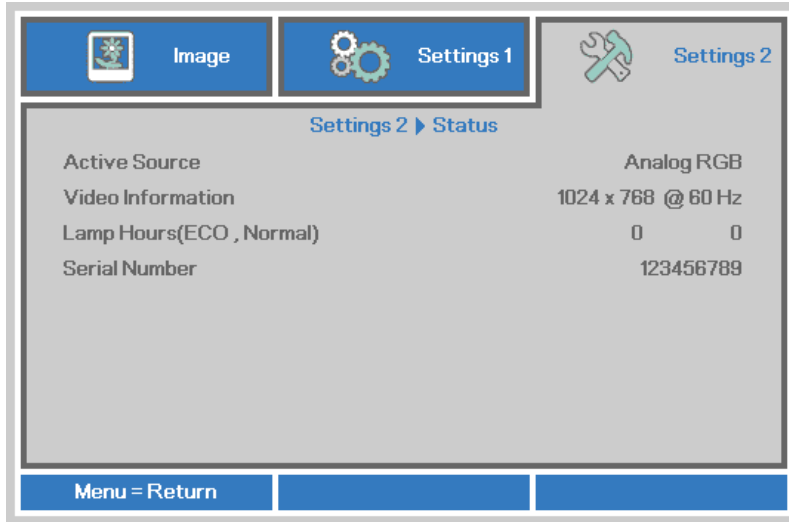 Image
Settings 1
Settings 2
Settings 2 Status
Active Source Analog RGB
Video Information 1024 x 768 @ 60 Hz
Lamp Hours(ECO , Normal) 0 0
Serial Number 123456789
Menu = Return